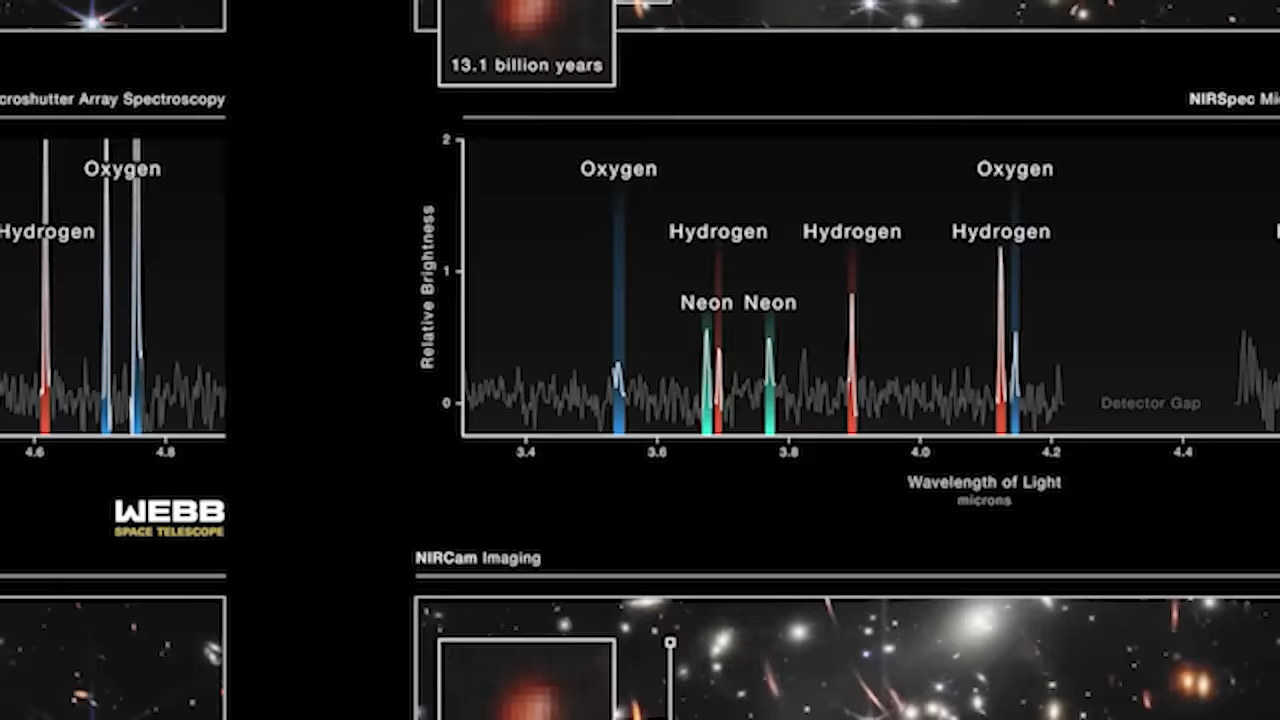 13.1 billion years
croshutter Array Spectroscopy
NIRSpec Mi
Oxygen
Hydrogen
4.6
4.8
2
1
0
Relative Brightness
Oxygen
Oxygen
Hydrogen
Hydrogen
Hydrogen
Neon
Neon
Detector Gap
3.4
3.6
3.8
4.0
4.2
4.4
Wavelength of Light
microns
WEBB
SPACE TELESCOPE
NIRCam Imaging